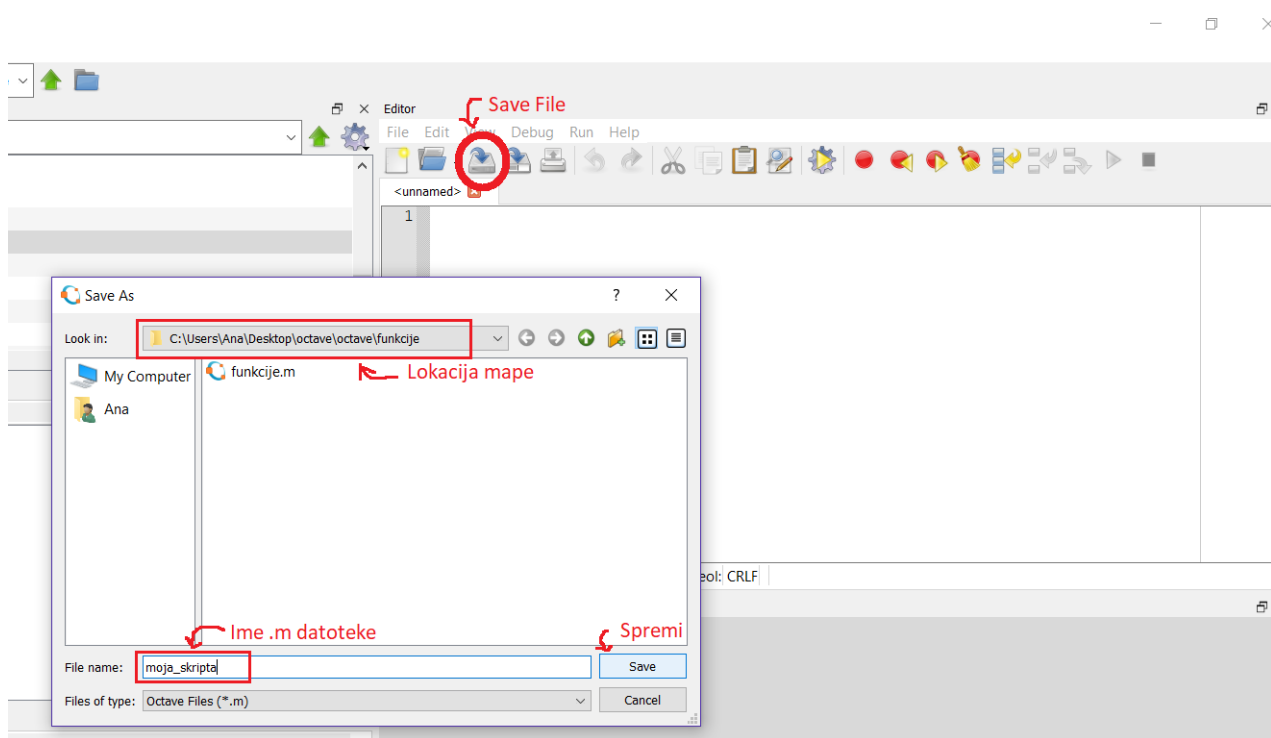 Save File
Editor
File Edit View Debug Run Help
<unnamed>
1
Save As
?
Look in: C:\Users\Ana\Desktop\octave\octave\funkcije
My Computer
funkcije.m
Lokacija mape
Ana
eol: CRLF
Ime .m datoteke
Spremi
File name: moja_skripta
Save
Files of type: Octave Files (*.m)
Cancel